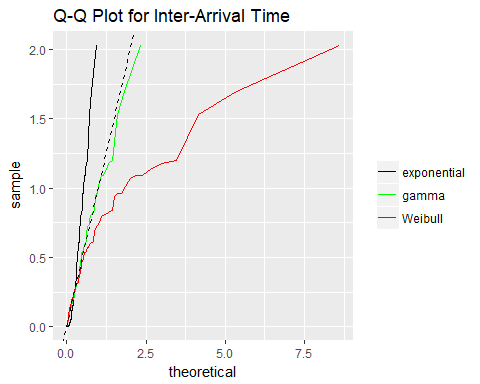 Q-Q Plot for Inter-Arrival Time
2.0
1.5
1.0
0.5
0.0
sample
0.0 2.5 5.0 7.5
theoretical
exponential
gamma
Weibull